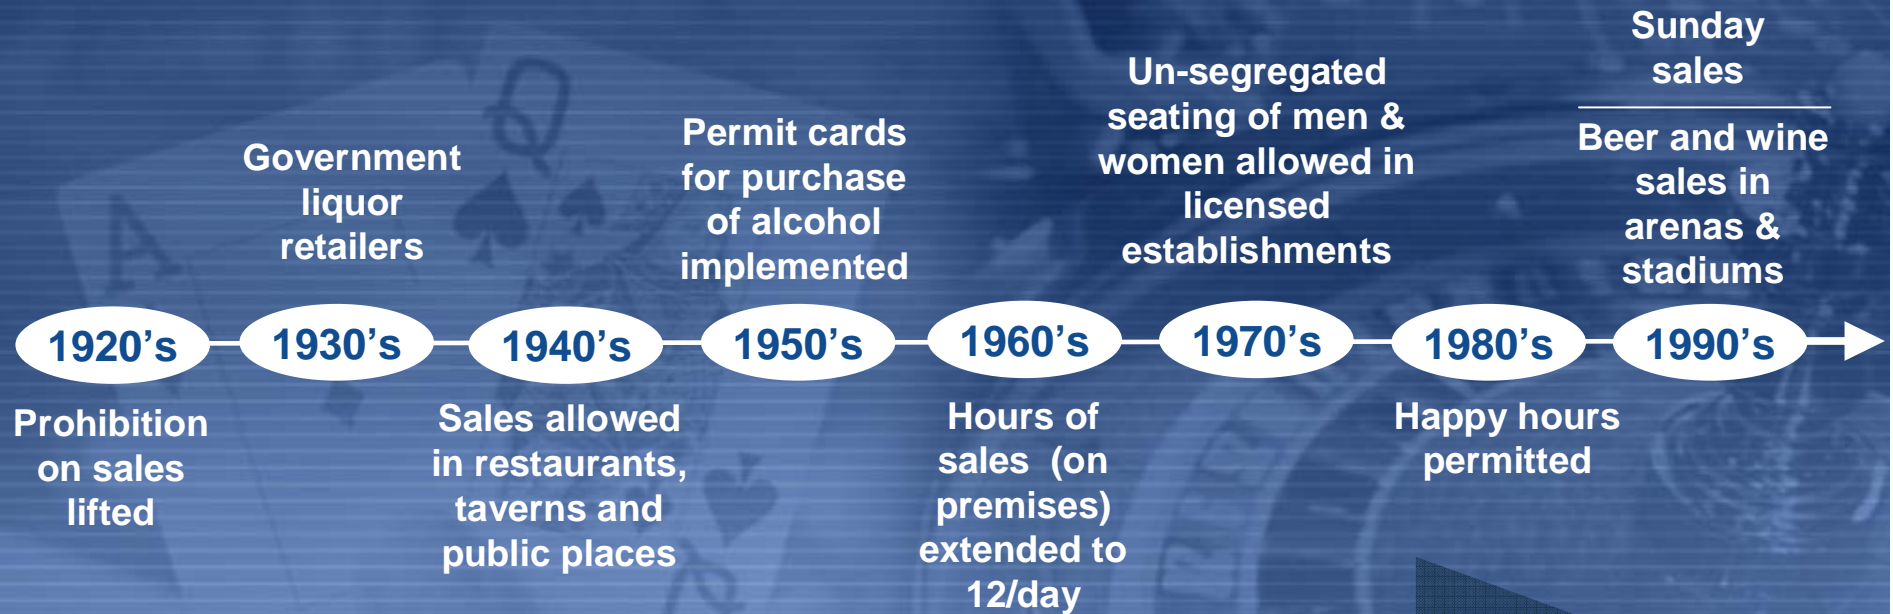 Sunday
sales
Beer and wine
sales in
arenas &
stadiums
Un-segregated
seating of men &
women allowed in
licensed
establishments
Permit cards
for purchase
of alcohol
implemented
Government
liquor
retailers
1920's
1930's
1940's
1950's
1960's
1970's
1980's
1990's
Prohibition
on sales
lifted
Sales allowed
in restaurants,
taverns and
public places
Hours of
sales (on
premises)
extended to
12/day
Happy hours
permitted
A
Q